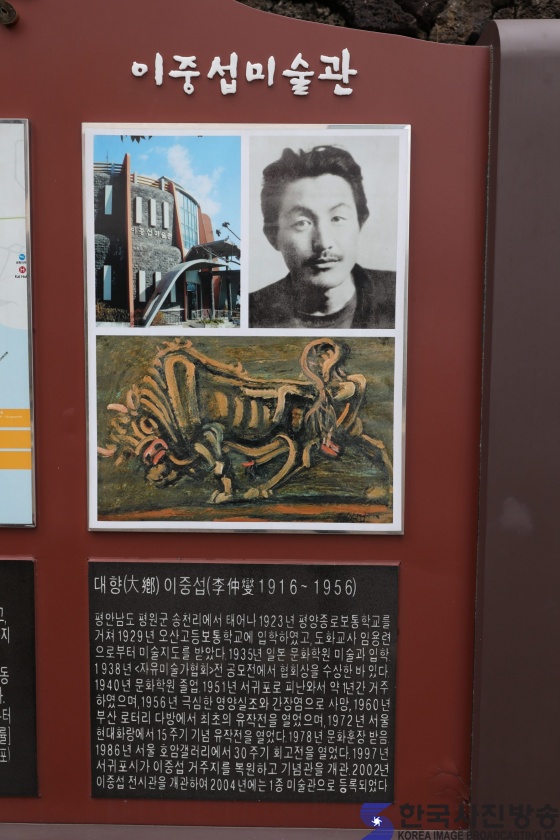 이중섭미술관
이중섭미술관
대향(大鄕) 이중섭(李仲燮 1916~1956)
평안남도 평원군 송천리에서 태어나 1923년 평양종로보통학교를
거쳐 1929년 오산고등보통학교에 입학하였고, 도화교사 임용련
으로부터 미술지도를 받았다. 1935년 일본 문화학원 미술과 입학.
1938년 <자유미술가협회>전 공모전에서 협회상을 수상한 바 있다.
1940년 문화학원 졸업. 1951년 서귀포로 피난와서 약 1년간 거주
하였으며, 1956년 극심한 영양실조와 간장염으로 사망, 1960년
부산 로터리 다방에서 최초의 유작전을 열었으며, 1972년 서울
현대화랑에서 15주기 기념 유작전을 열었다. 1978년 문화훈장 받음
1986년 서울 호암갤러리에서 30주기 회고전을 열었다. 1997년
서귀포시가 이중섭 거주지를 복원하고 기념관을 개관. 2002년
이중섭 전시관을 개관하여 2004년에는 1종 미술관으로 등록되었다
한국사진방송
KOREA IMAGE BROADCASTING CO